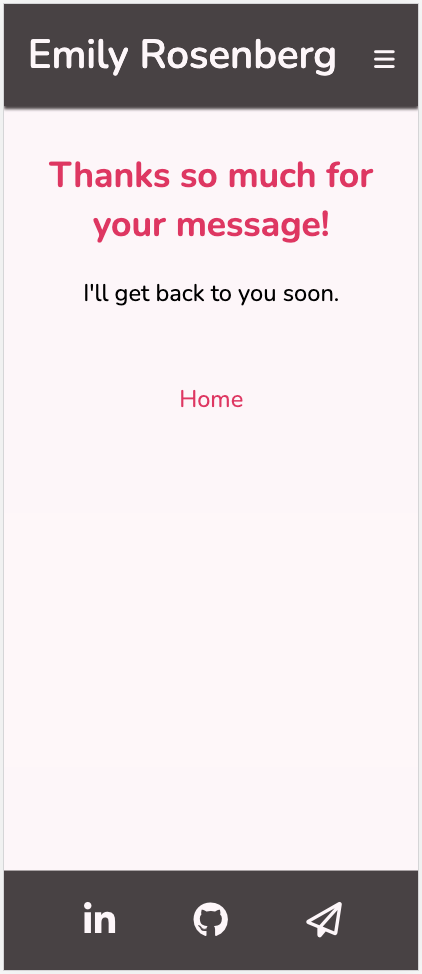 Emily Rosenberg
Thanks so much for
your message!
I'll get back to you soon.
Home
in